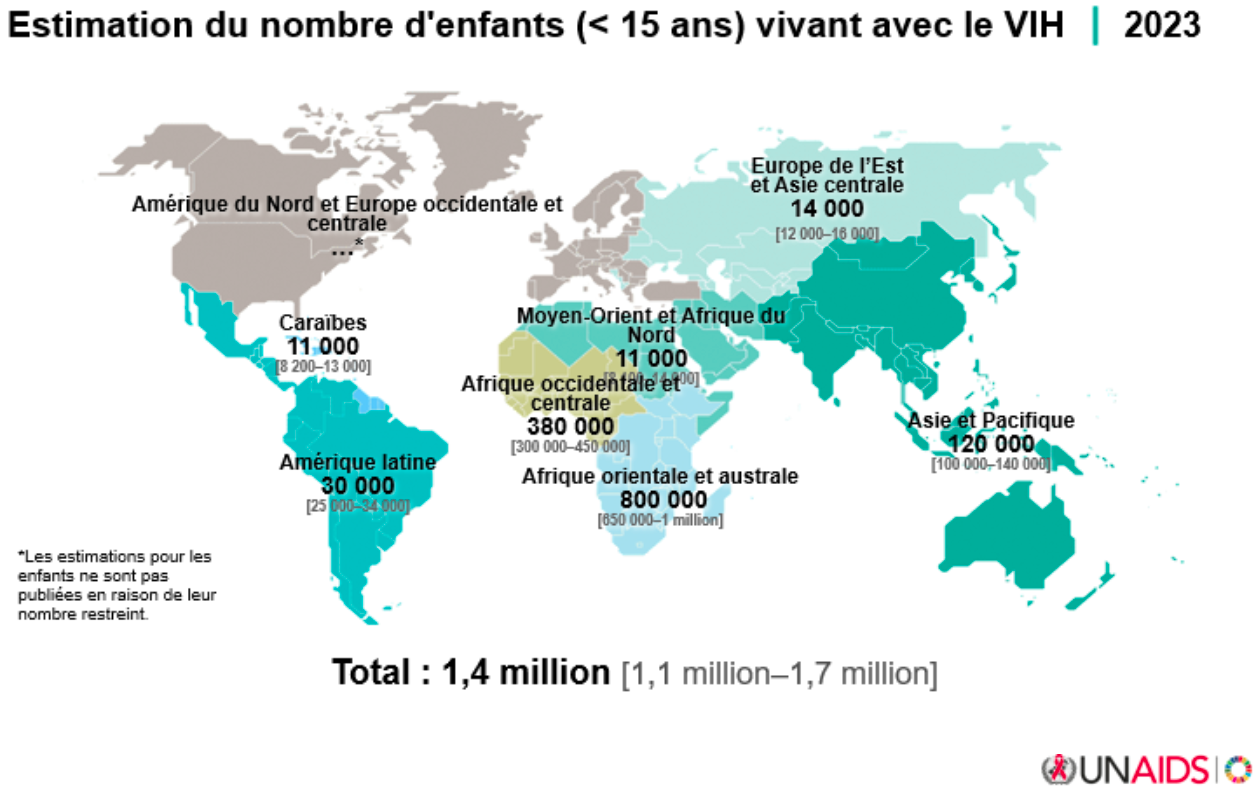 Estimation du nombre d'enfants (< 15 ans) vivant avec le VIH | 2023
Europe de l’Est
et Asie centrale
14 000
[12 000–16 000]
Amérique du Nord et Europe occidentale et
centrale
...*
Caraïbes
11 000
[8 200–13 000]
Moyen-Orient et Afrique du
Nord
11 000
Afrique occidentale et
centrale
380 000
[300 000–450 000]
Asie et Pacifique
120 000
[100 000–140 000]
Amérique latine
30 000
[25 000–34 000]
Afrique orientale et australe
800 000
[650 000–1 million]
*Les estimations pour les
enfants ne sont pas
publiées en raison de leur
nombre restreint.
Total : 1,4 million [1,1 million–1,7 million]
UNAIDS